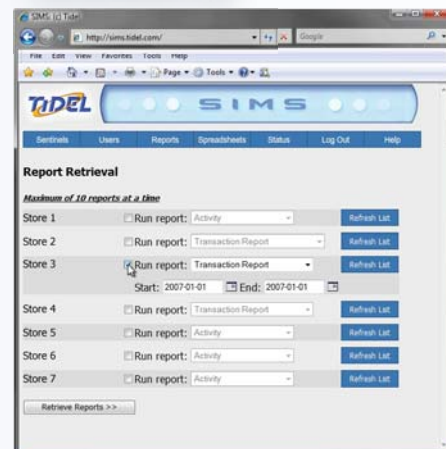 SIMS: (c) Tidel
http://sims.tidel.com/
Google
File Edit View Favorites Tools Help
Page Tools
TIDEL SIMS
Sentinels Users Reports Spreadsheets Status Log Out Help
Report Retrieval
Maximum of 10 reports at a time
Store 1 Run report: Activity Refresh List
Store 2 Run report: Transaction Report Refresh List
Store 3 Run report: Transaction Report Refresh List
Start: 2007-01-01 End: 2007-01-01
Store 4 Run report: Transaction Report Refresh List
Store 5 Run report: Activity Refresh List
Store 6 Run report: Activity Refresh List
Store 7 Run report: Activity Refresh List
Retrieve Reports >>